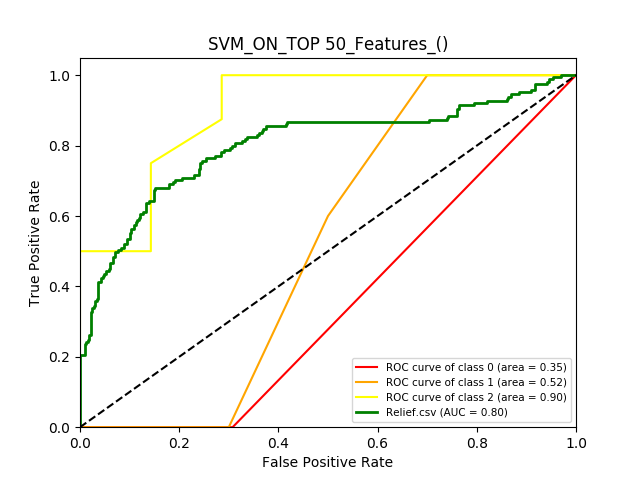 SVM_ON_TOP 50_Features_()
True Positive Rate
1.0
0.8
0.6
0.4
0.2
0.0
ROC curve of class 0 (area = 0.35)
ROC curve of class 1 (area = 0.52)
ROC curve of class 2 (area = 0.90)
Relief.csv (AUC = 0.80)
0.0 0.2 0.4 0.6 0.8 1.0
False Positive Rate